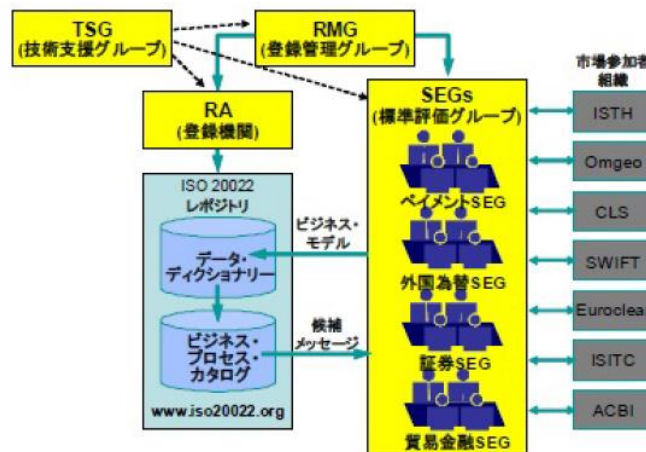 TSG
(技術支援グループ)
RMG
(登録管理グループ)
RA
(登録機関)
SEGs
(標準評価グループ)
市場参加者
組織
ISTH
Omgeo
CLS
SWIFT
Euroclear
ISITC
ACBI
ISO 20022
レポジトリ
データ・
ディクショナリー
ビジネス・
プロセス・
カタログ
www.iso20022.org
ビジネス・
モデル
候補
メッセージ
ペイメントSEG
外国為替SEG
証券SEG
貿易金融SEG